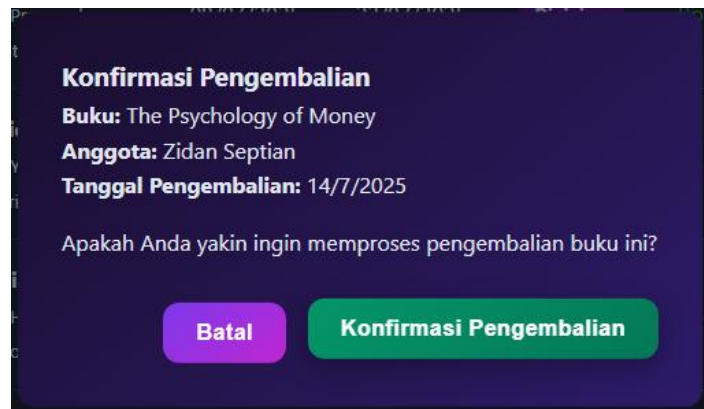 Konfirmasi Pengembalian
Buku: The Psychology of Money
Anggota: Zidan Septian
Tanggal Pengembalian: 14/7/2025
Apakah Anda yakin ingin memproses pengembalian buku ini?
Batal
Konfirmasi Pengembalian